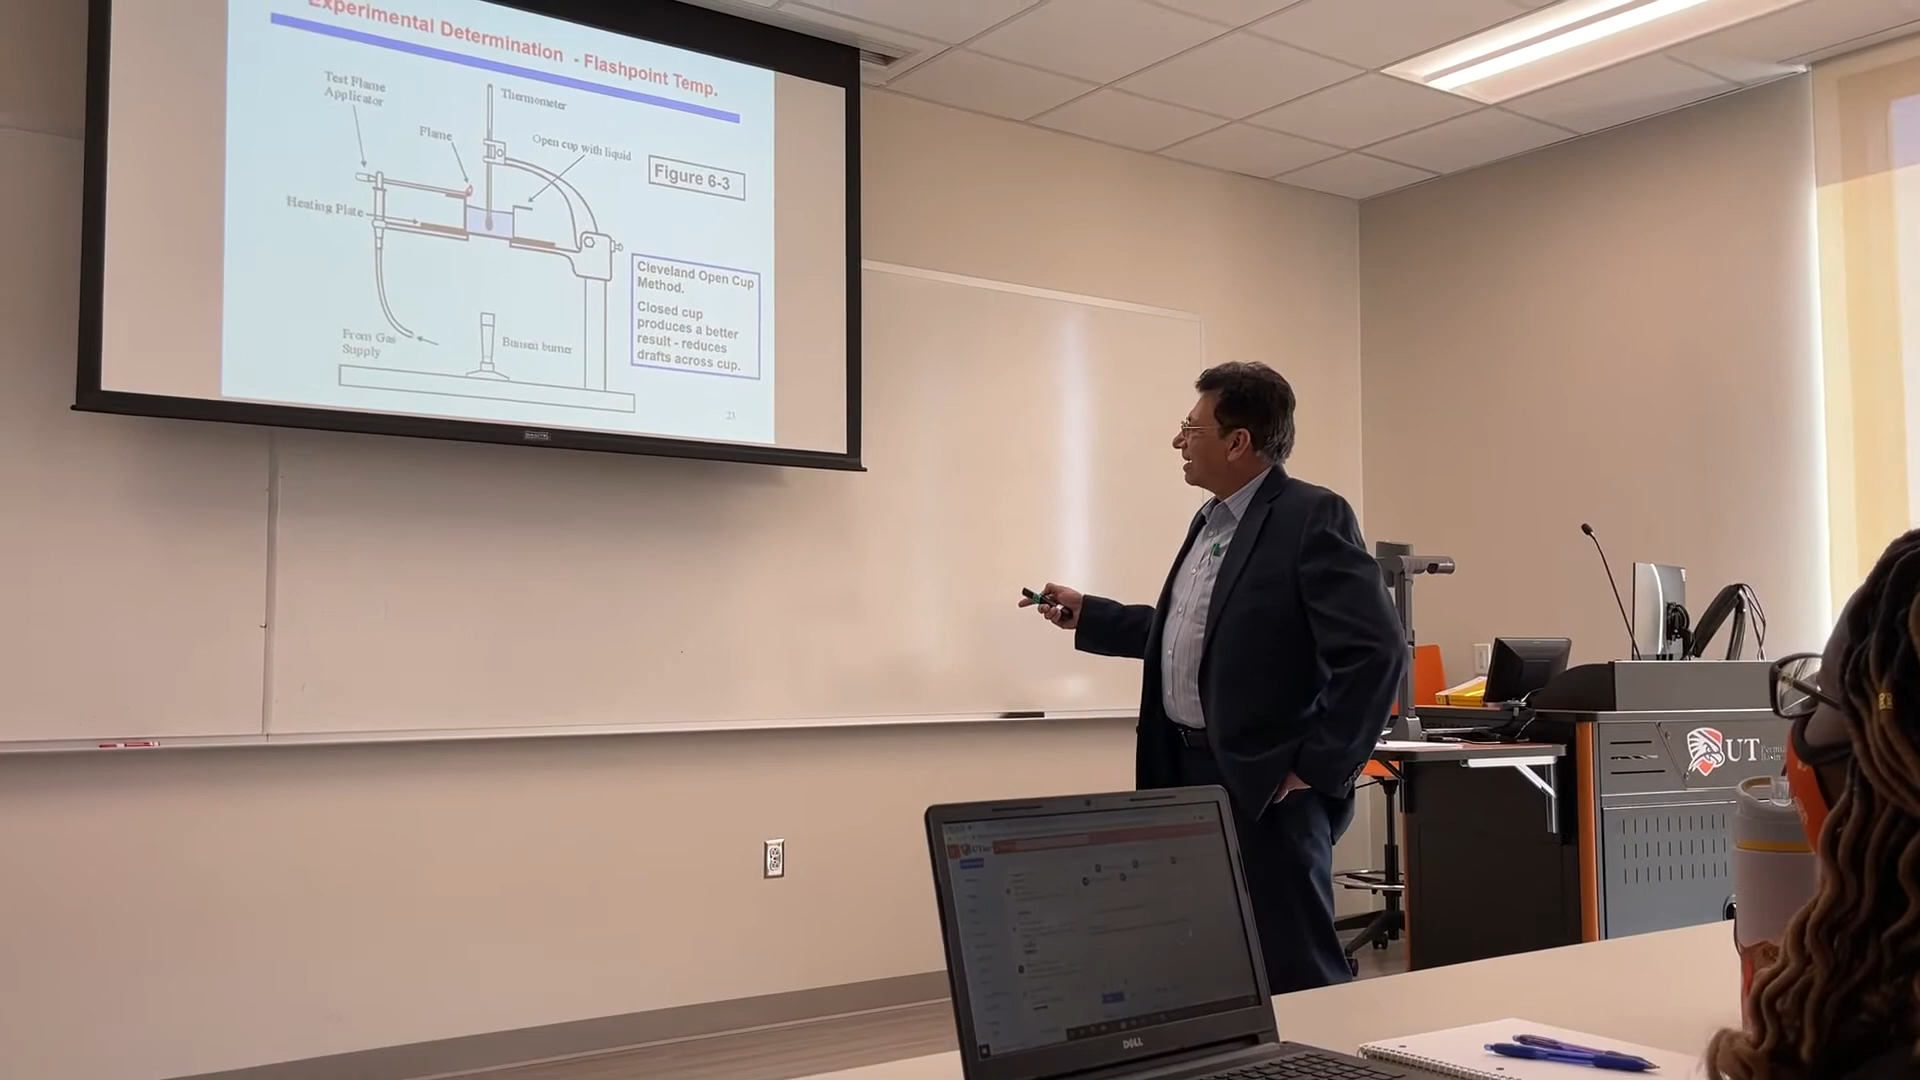 Experimental Determination - Flashpoint Temp.
Test Flame
Applicator
Thermometer
Flame
Open cup with liquid
Figure 6-3
Heating Plate
Cleveland Open Cup
Method.
Closed cup
produces a better
result - reduces
drafts across cup.
From Gas
Supply
Bunsen burner
23
UT
DELL